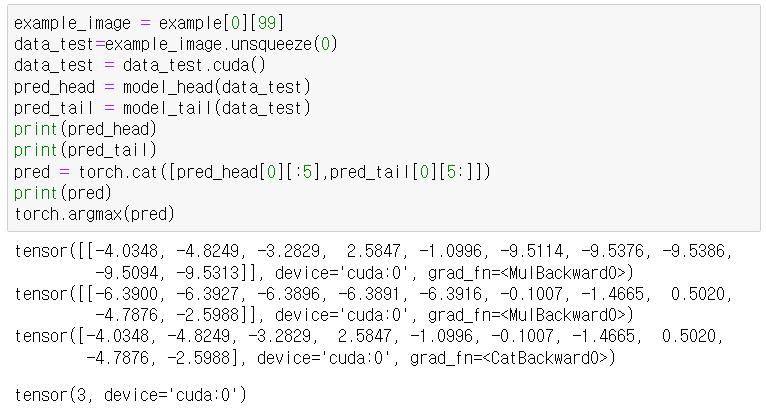 example_image = example[0][99]
data_test=example_image.unsqueeze(0)
data_test = data_test.cuda()
pred_head = model_head(data_test)
pred_tail = model_tail(data_test)
print(pred_head)
print(pred_tail)
pred = torch.cat([pred_head[0][:5],pred_tail[0][5:]])
print(pred)
torch.argmax(pred)
tensor([[-4.0348, -4.8249, -3.2829,  2.5847, -1.0996, -9.5114, -9.5376, -9.5386,
-9.5094, -9.5313]], device='cuda:0', grad_fn=<MulBackward0>)
tensor([[-6.3900, -6.3927, -6.3896, -6.3891, -6.3916, -0.1007, -1.4665,  0.5020,
-4.7876, -2.5988]], device='cuda:0', grad_fn=<MulBackward0>)
tensor([-4.0348, -4.8249, -3.2829,  2.5847, -1.0996, -0.1007, -1.4665,  0.5020,
-4.7876, -2.5988], device='cuda:0', grad_fn=<CatBackward0>)
tensor(3, device='cuda:0')